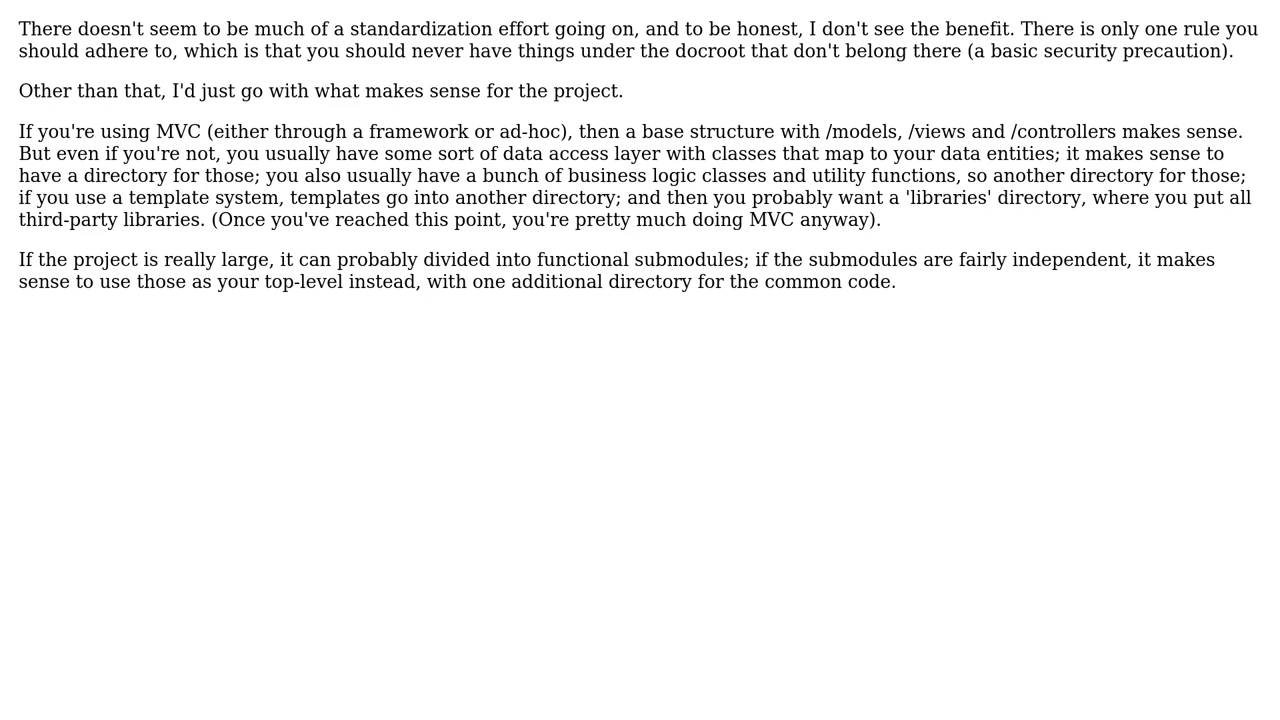 There doesn't seem to be much of a standardization effort going on, and to be honest, I don't see the benefit. There is only one rule you
should adhere to, which is that you should never have things under the docroot that don't belong there (a basic security precaution).
Other than that, I'd just go with what makes sense for the project.
If you're using MVC (either through a framework or ad-hoc), then a base structure with /models, /views and /controllers makes sense.
But even if you're not, you usually have some sort of data access layer with classes that map to your data entities; it makes sense to
have a directory for those; you also usually have a bunch of business logic classes and utility functions, so another directory for those;
if you use a template system, templates go into another directory; and then you probably want a 'libraries' directory, where you put all
third-party libraries. (Once you've reached this point, you're pretty much doing MVC anyway).
If the project is really large, it can probably divided into functional submodules; if the submodules are fairly independent, it makes
sense to use those as your top-level instead, with one additional directory for the common code.